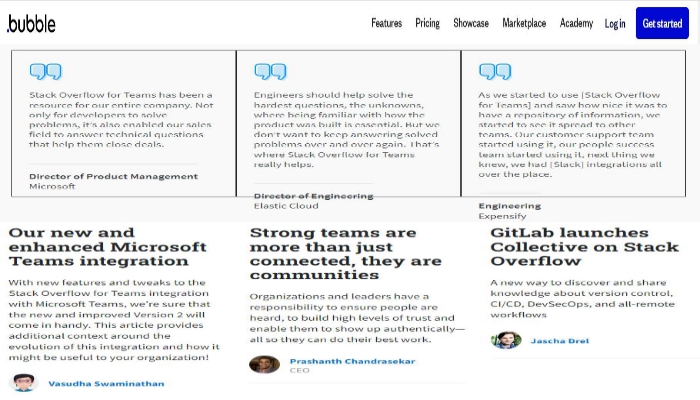 .bubble
Features Pricing Showcase Marketplace Academy Log in Get started
Stack Overflow for Teams has been a
resource for our entire company. Not
only for developers to solve
problems, it's also enabled our sales
field to answer technical questions
that help them close deals.
Director of Product Management
Microsoft
Engineers should help solve the
hardest questions, the unknowns,
where being familiar with how the
product was built is essential. But we
don't want to keep answering solved
problems over and over again. That's
where Stack Overflow for Teams
really helps.
Director of Engineering
Elastic Cloud
As we started to use [Stack Overflow
for Teams] and saw how nice it was to
have a repository of information, we
started to see it spread to other
teams. Our customer support team
started using it, our people success
team started using it, next thing we
knew, we had [Slack] integrations all
over the place.
Engineering
Expensify
Our new and
enhanced Microsoft
Teams integration
With new features and tweaks to the
Stack Overflow for Teams integration
with Microsoft Teams, we're sure that
the new and improved Version 2 will
come in handy. This article provides
additional context around the
evolution of this integration and how it
might be useful to your organization!
Vasudha Swaminathan
Strong teams are
more than just
connected, they are
communities
Organizations and leaders have a
responsibility to ensure people are
heard, to build high levels of trust and
enable them to show up authentically—
all so they can do their best work.
Prashanth Chandrasekar
CEO
GitLab launches
Collective on Stack
Overflow
A new way to discover and share
knowledge about version control,
CI/CD, DevSecOps, and all-remote
workflows
Jascha Drel